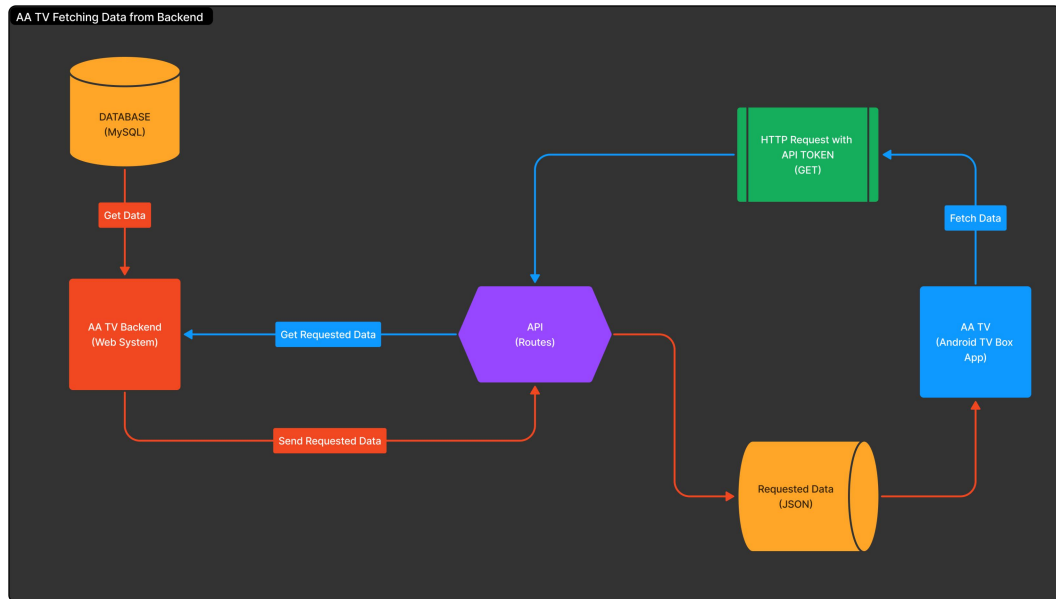 AA TV Fetching Data from Backend
DATABASE
(MySQL)
HTTP Request with
API TOKEN
(GET)
Get Data
Fetch Data
AA TV Backend
(Web System)
Get Requested Data
API
(Routes)
AA TV
(Android TV Box
App)
Send Requested Data
Requested Data
(JSON)